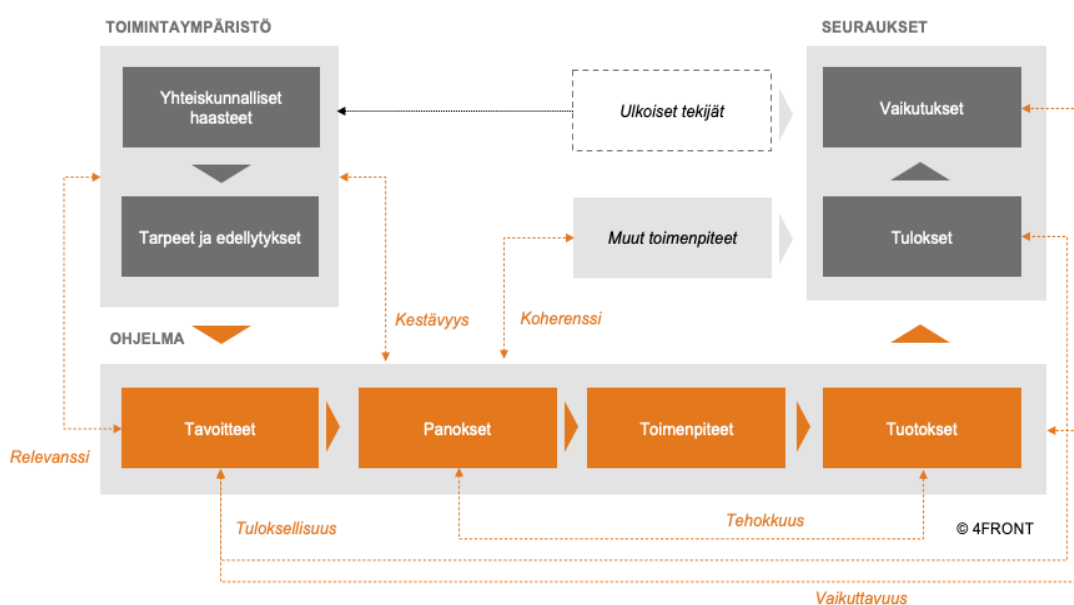 TOIMINTAYMPÄRISTÖ
SEURAUKSET
Yhteiskunnalliset
haasteet
Ulkoiset tekijät
Vaikutukset
Tarpeet ja edellytykset
Muut toimenpiteet
Tulokset
Kestävyys
Koherenssi
OHJELMA
Tavoitteet
Panokset
Toimenpiteet
Tuotokset
Relevanssi
Tuloksellisuus
Tehokkuus
© 4FRONT
Vaikuttavuus